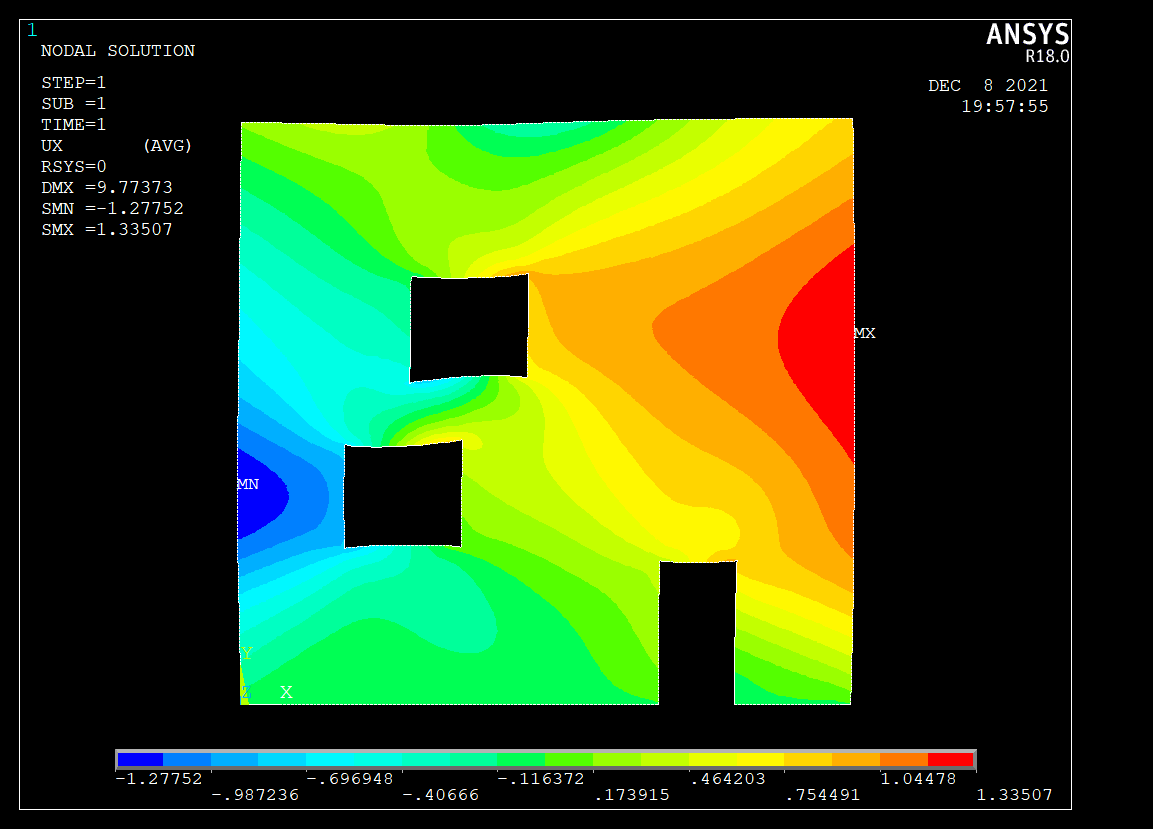 1
NODAL SOLUTION
STEP=1
SUB =1
TIME=1
UX (AVG)
RSYS=0
DMX =9.77373
SMN =-1.27752
SMX =1.33507
ANSYS
R18.0
DEC 8 2021
19:57:55
MX
MN
Y
Z X
-1.27752 -.696948 -.116372 .464203 1.04478
-.987236 -.40666 .173915 .754491 1.33507